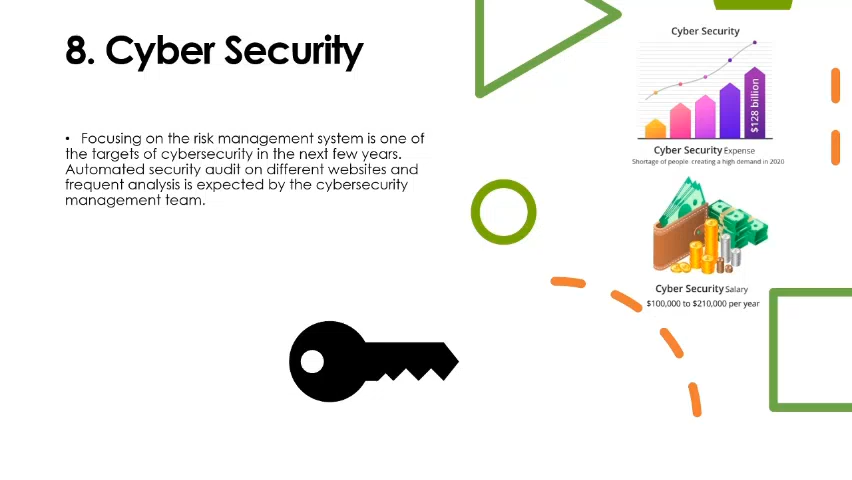 8. Cyber Security
• Focusing on the risk management system is one of
the targets of cybersecurity in the next few years.
Automated security audit on different websites and
frequent analysis is expected by the cybersecurity
management team.
Cyber Security
$128 billion
Cyber Security Expense
Shortage of people creating a high demand in 2020
Cyber Security Salary
$100,000 to $210,000 per year